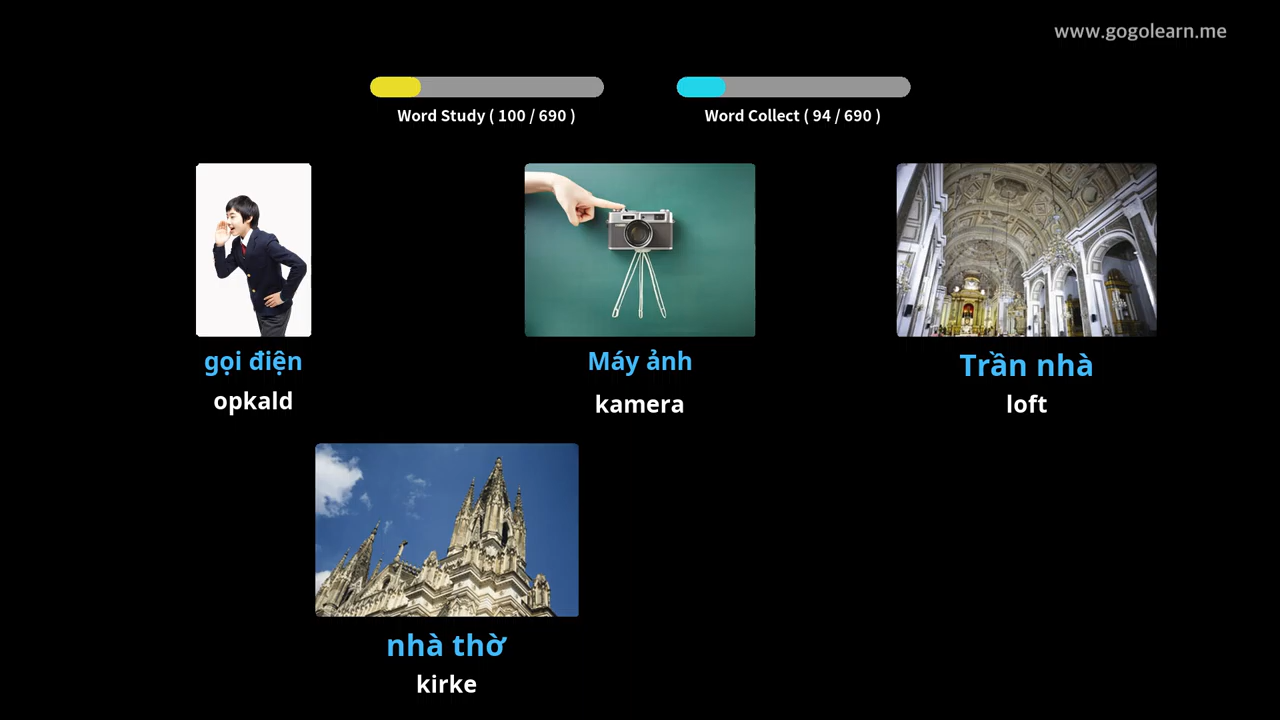 www.gogolearn.me
Word Study ( 100 / 690 )
Word Collect ( 94 / 690 )
gọi điện
opkald
Máy ảnh
kamera
Trần nhà
loft
nhà thờ
kirke